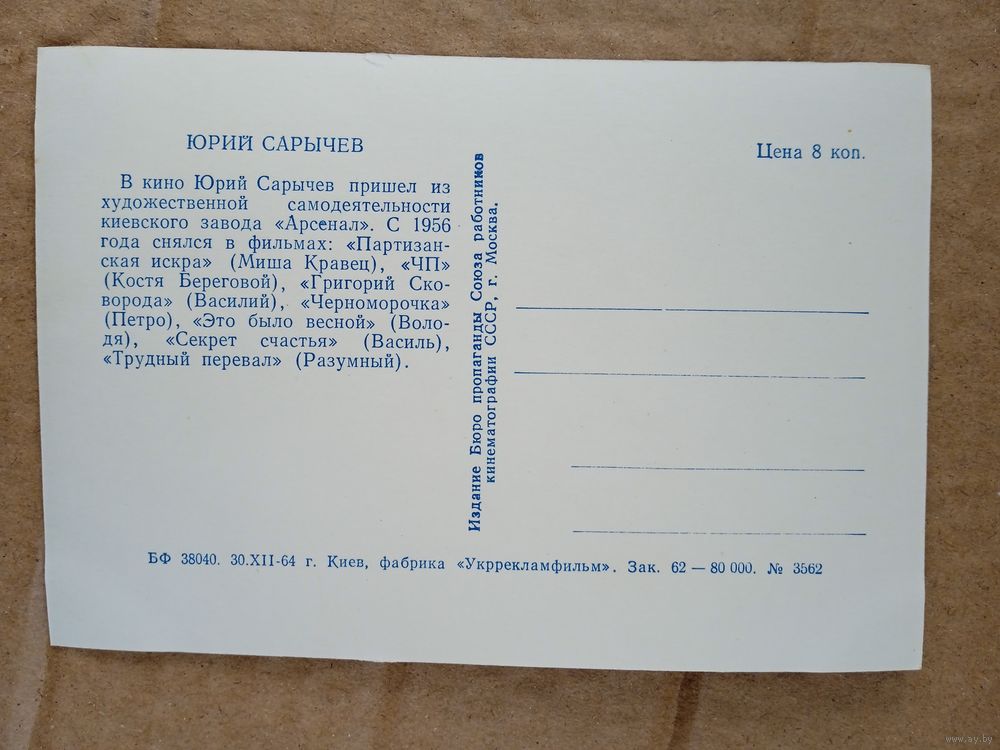 ЮРИЙ САРЫЧЕВ
В кино Юрий Сарычев пришел из
художественной самодеятельности
киевского завода «Арсенал». С 1956
года снялся в фильмах: «Партизан-
ская искра» (Миша Кравец), «ЧП»
(Костя Береговой), «Григорий Ско-
ворода» (Василий), «Черноморочка»
(Петро), «Это было весной» (Воло-
дя), «Секрет счастья» (Василь),
«Трудный перевал» (Разумный).
Издание Бюро пропаганды Союза работников
кинематографии СССР, г. Москва.
Цена 8 коп.
БФ 38040. 30.XII-64 г. Киев, фабрика «Укррекламфильм». Зак. 62 — 80 000. № 3562
www.ay.by